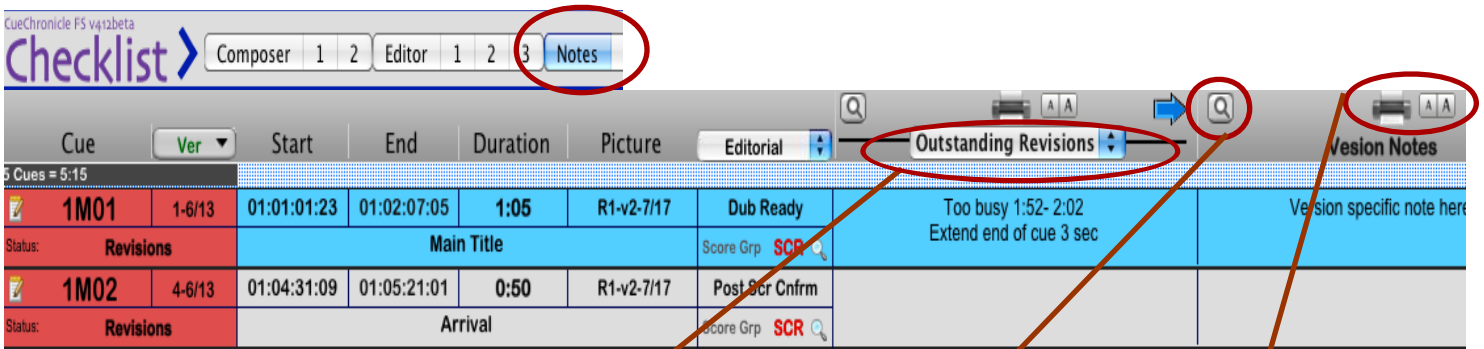 CueChronicle FS v412beta
Checklist
Composer 1 2 Editor 1 2 3 Notes
A A A A
Cue Ver Start End Duration Picture Editorial Outstanding Revisions Vesion Notes
5 Cues = 5:15
1M01 1-6/13 01:01:01:23 01:02:07:05 1:05 R1-v2-7/17 Dub Ready Too busy 1:52- 2:02 Version specific note here
Extend end of cue 3 sec
Status: Revisions Main Title Score Grp SCR
1M02 4-6/13 01:04:31:09 01:05:21:01 0:50 R1-v2-7/17 Post Scr Cnfrm
Status: Revisions Arrival Score Grp SCR